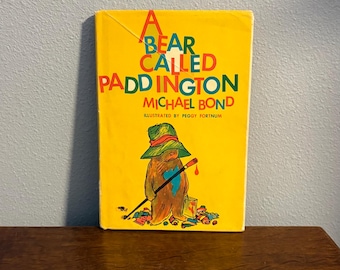 A
BEAR
CALLED
PADDINGTON
MICHAEL BOND
ILLUSTRATED BY PEGGY FORTNUM